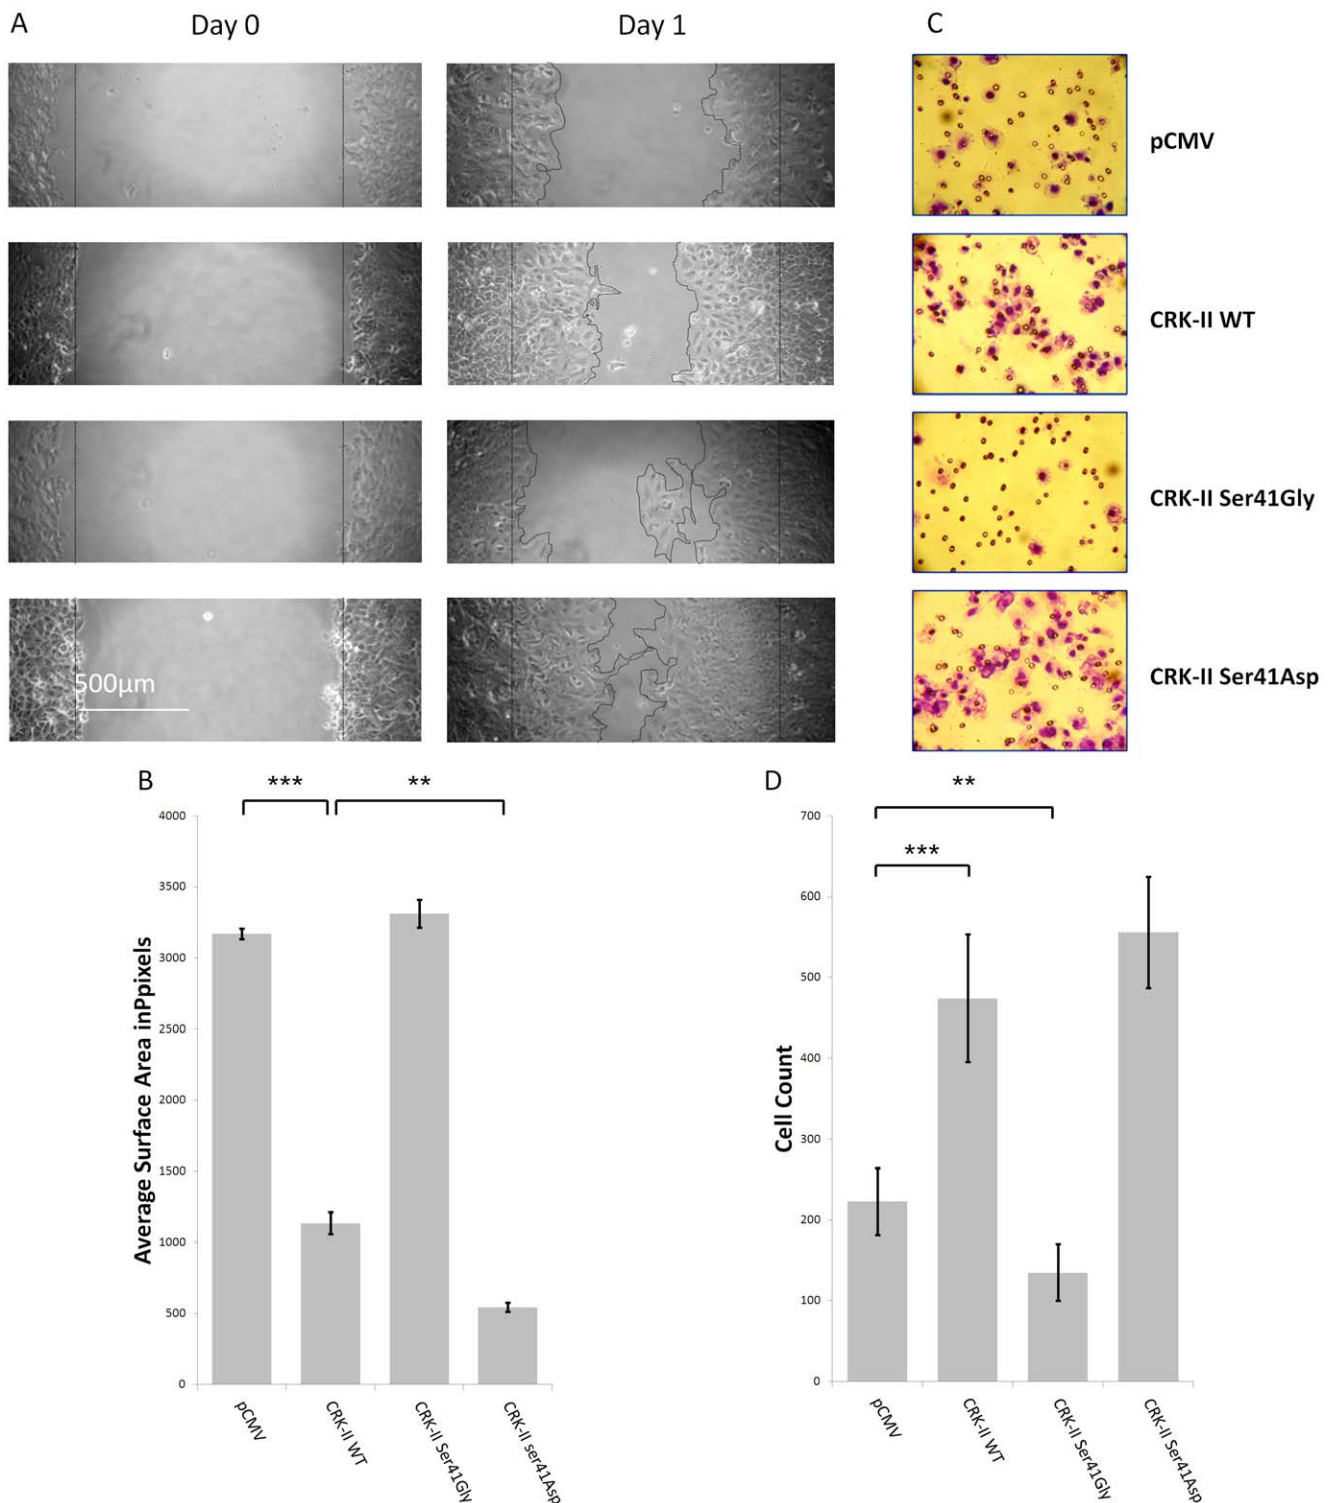 A
Day 0
Day 1
C
pCMV
CRK-II WT
CRK-II Ser41Gly
500µm
CRK-II Ser41Asp
B
***
**
4000
3500
3000
2500
2000
1500
1000
500
0
Average Surface Area inPpixels
pCMV
CRK-II WT
CRK-II Ser41Gly
CRK-II ser41Asp
D
**
***
700
600
500
400
300
200
100
0
Cell Count
pCMV
CRK-II WT
CRK-II Ser41Gly
CRK-II Ser41Asp